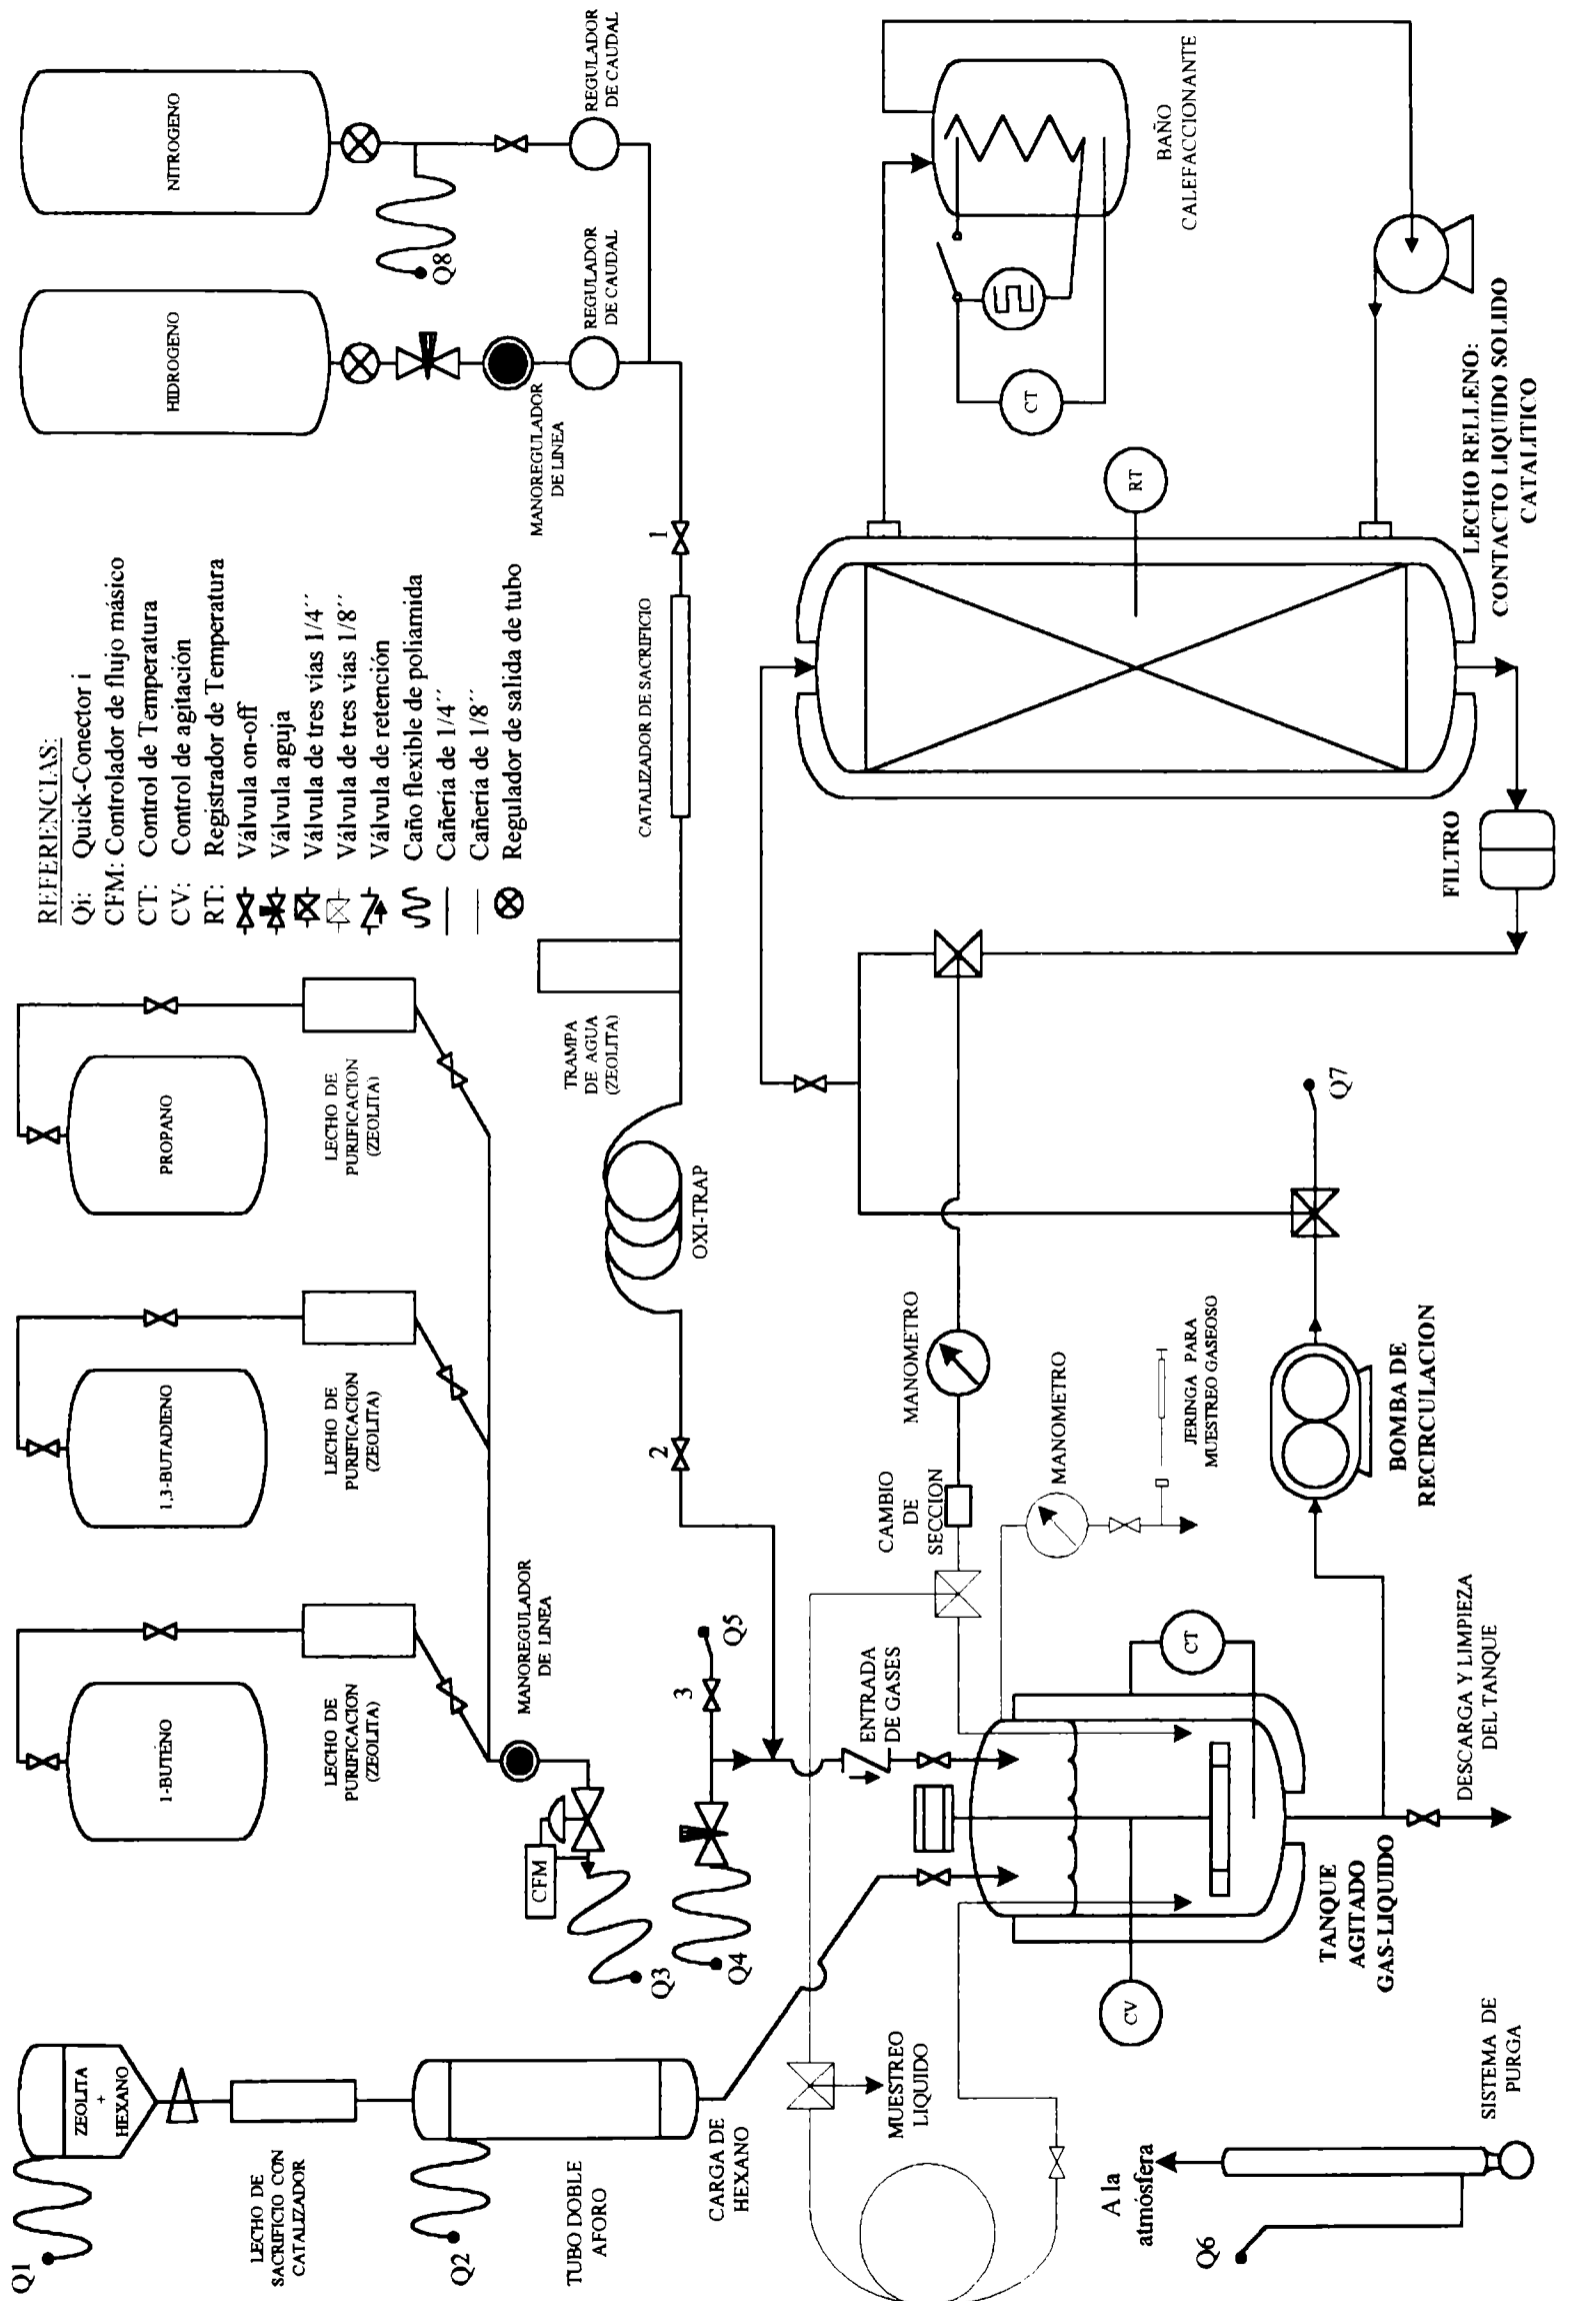 REFERENCIAS:
Qi: Quick-Conector i
CFM: Controlador de flujo másico
CT: Control de Temperatura
CV: Control de agitación
RT: Registrador de Temperatura
Válvula on-off
Válvula aguja
Válvula de tres vías 1/4´´
Válvula de tres vías 1/8´´
Válvula de retención
Caño flexible de poliamida
Cañería de 1/4´´
Cañería de 1/8´´
Regulador de salida de tubo
Q1
ZEOLITA
+
HEXANO
LECHO DE
SACRIFICIO CON
CATALIZADOR
Q2
TUBO DOBLE
AFORO
CARGA DE
HEXANO
1-BUTENO
LECHO DE
PURIFICACION
(ZEOLITA)
1,3-BUTADIENO
LECHO DE
PURIFICACION
(ZEOLITA)
PROPANO
LECHO DE
PURIFICACION
(ZEOLITA)
MANOREGULADOR
DE LINEA
CFM
Q3
Q4
3
Q5
HIDROGENO
NITROGENO
Q8
MANOREGULADOR
DE LINEA
REGULADOR
DE CAUDAL
REGULADOR
DE CAUDAL
1
CATALIZADOR DE SACRIFICIO
TRAMPA
DE AGUA
(ZEOLITA)
OXI-TRAP
2
ENTRADA
DE GASES
CAMBIO
DE
SECCION
MANOMETRO
MANOMETRO
JERINGA PARA
MUESTREO GASEOSO
MUESTREO
LIQUIDO
CV
CT
TANQUE
AGITADO
GAS-LIQUIDO
DESCARGA Y LIMPIEZA
DEL TANQUE
BOMBA DE
RECIRCULACION
Q7
FILTRO
RT
CT
BAÑO
CALEFACCIONANTE
LECHO RELLENO:
CONTACTO LIQUIDO SOLIDO
CATALITICO
A la
atmósfera
Q6
SISTEMA DE
PURGA